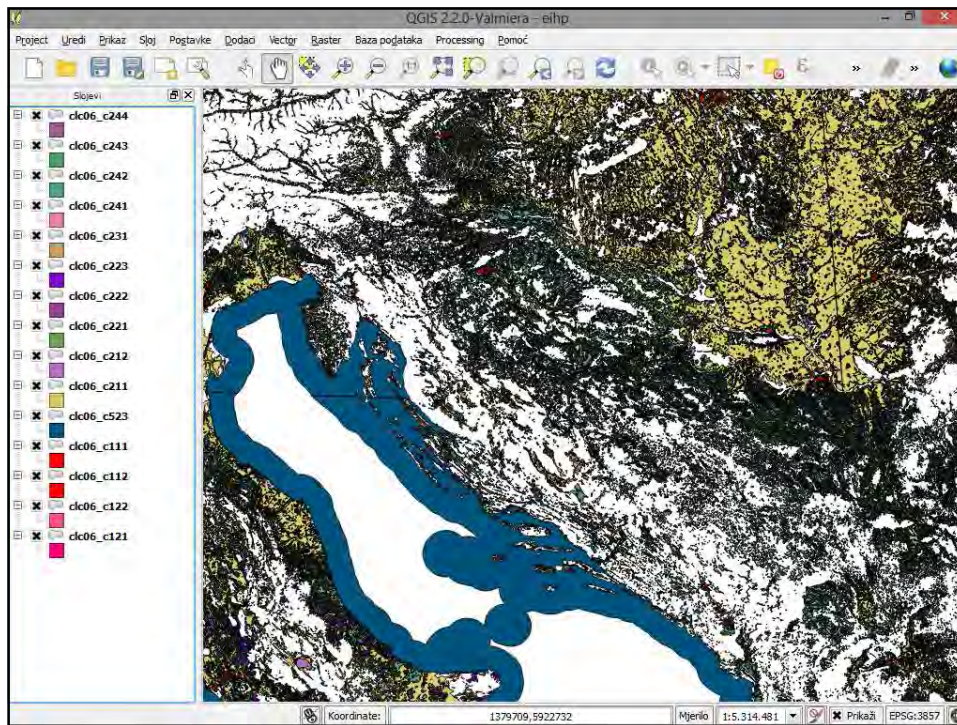 QGIS 2.2.0-Valmiera – eihp
Project Uredi Prikaz Sloj Postavke Dodaci Vector Raster Baza podataka Processing Pomoć
Slojevi
clc06_c244
clc06_c243
clc06_c242
clc06_c241
clc06_c231
clc06_c223
clc06_c222
clc06_c221
clc06_c212
clc06_c211
clc06_c523
clc06_c111
clc06_c112
clc06_c122
clc06_c121
Koordinate: 1379709,5922732 Mjerilo 1:5.314.481 Prikaži EPSG:3857